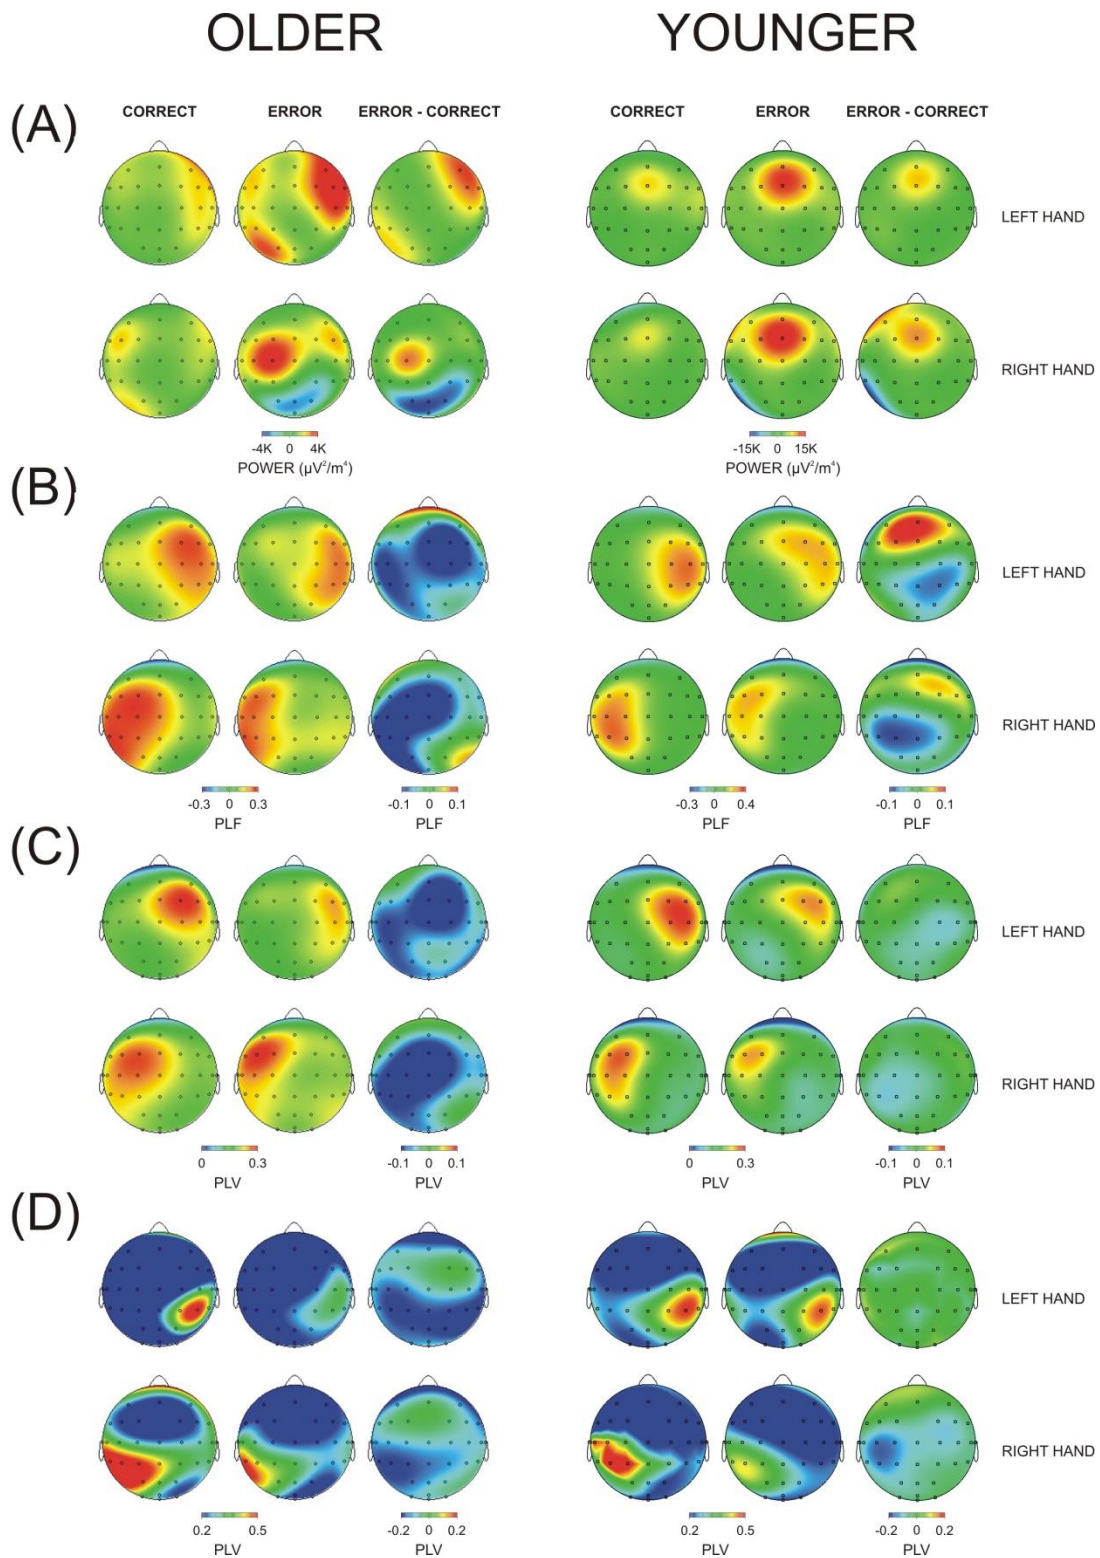 OLDER YOUNGER
(A) CORRECT ERROR ERROR - CORRECT CORRECT ERROR ERROR - CORRECT
LEFT HAND
RIGHT HAND
-4K 0 4K -15K 0 15K
POWER (µV²/m⁴) POWER (µV²/m⁴)
(B)
LEFT HAND
RIGHT HAND
-0.3 0 0.3 -0.1 0 0.1 -0.3 0 0.4 -0.1 0 0.1
PLF PLF PLF PLF
(C)
LEFT HAND
RIGHT HAND
0 0.3 -0.1 0 0.1 0 0.3 -0.1 0 0.1
PLV PLV PLV PLV
(D)
LEFT HAND
RIGHT HAND
0.2 0.5 -0.2 0 0.2 0.2 0.5 -0.2 0 0.2
PLV PLV PLV PLV